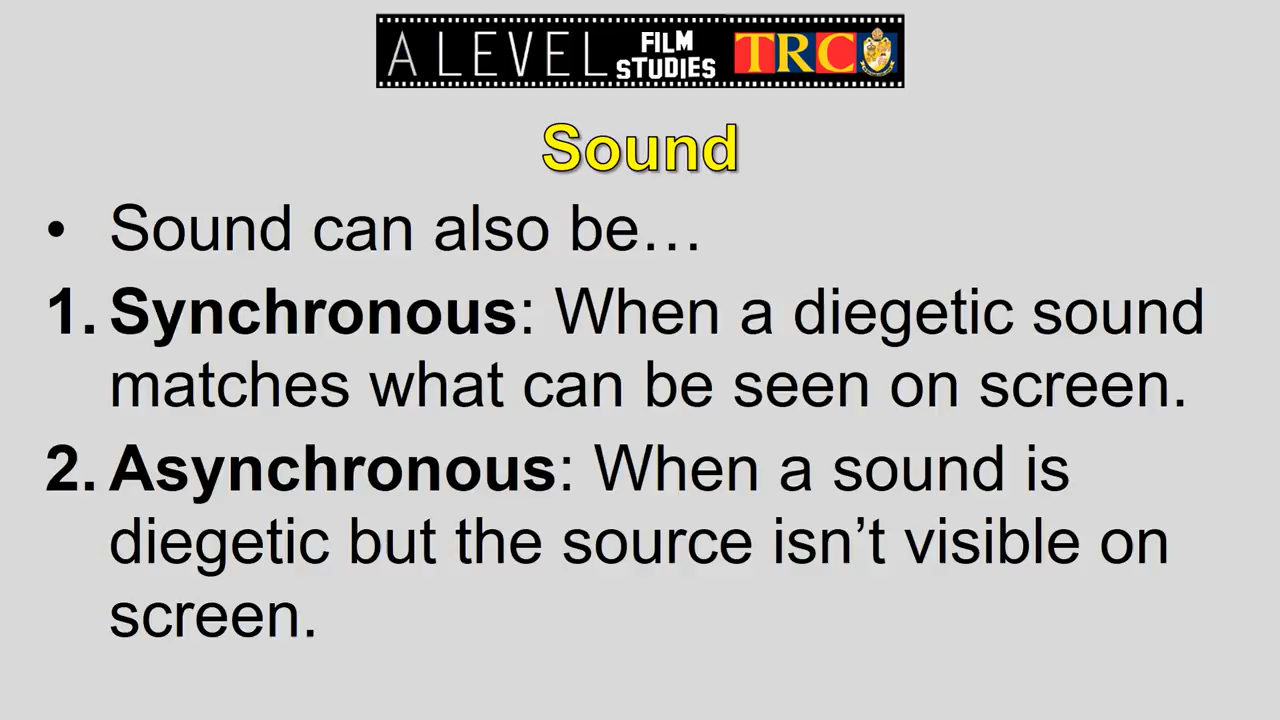 A LEVEL FILM STUDIES TRC
Sound
• Sound can also be…
1. Synchronous: When a diegetic sound
matches what can be seen on screen.
2. Asynchronous: When a sound is
diegetic but the source isn’t visible on
screen.